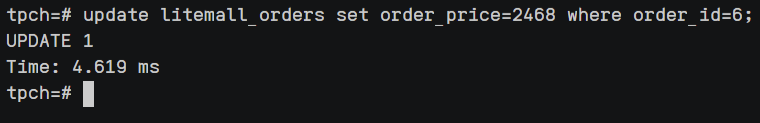 tpch=# update litemall_orders set order_price=2468 where order_id=6;
UPDATE 1
Time: 4.619 ms
tpch=#